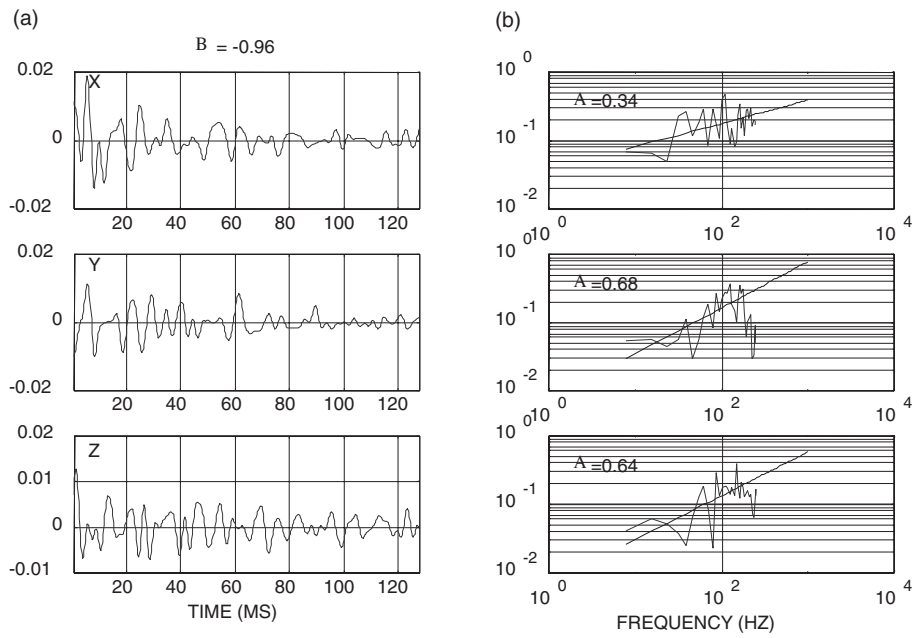 (a)
B = -0.96
0.02
X
0
-0.02
20 40 60 80 100 120
0.02
Y
0
-0.02
20 40 60 80 100 120
0.02
Z
0.01
0
-0.01
20 40 60 80 100 120
TIME (MS)
(b)
10 0
A =0.34
10 -1
10 -2
10 0 10 2 10 4
10 0
A =0.68
10 -1
10 -2
10 0 10 2 10 4
10 0
A =0.64
10 -1
10 -2
10 0 10 2 10 4
FREQUENCY (HZ)